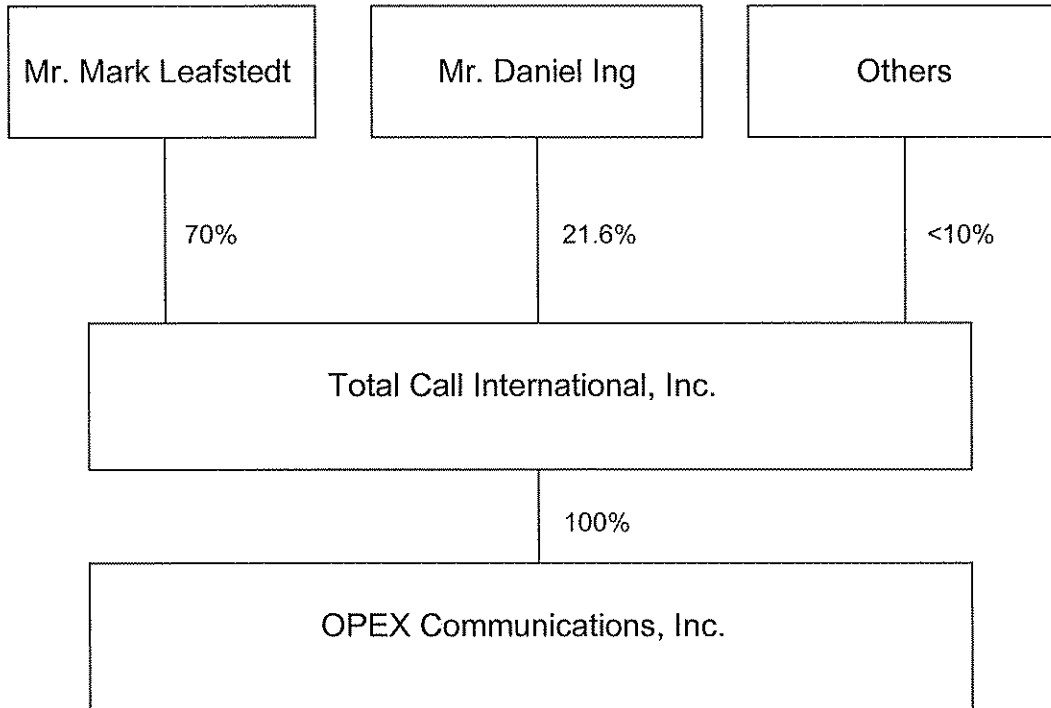 Mr. Mark Leafstedt
Mr. Daniel Ing
Others
70%
21.6%
<10%
Total Call International, Inc.
100%
OPEX Communications, Inc.